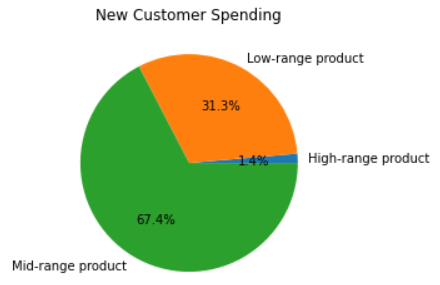 New Customer Spending
Low-range product
31.3%
1.4%
High-range product
67.4%
Mid-range product